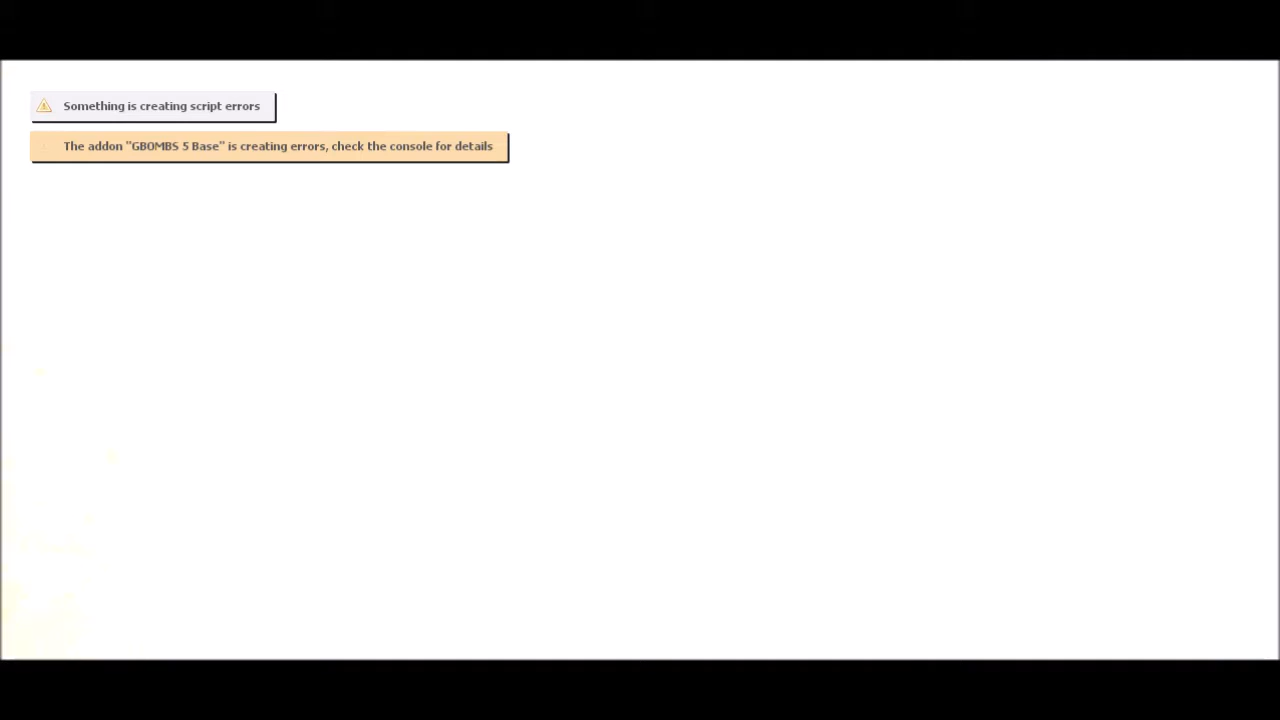 Something is creating script errors
The addon "GBOMBS 5 Base" is creating errors, check the console for details